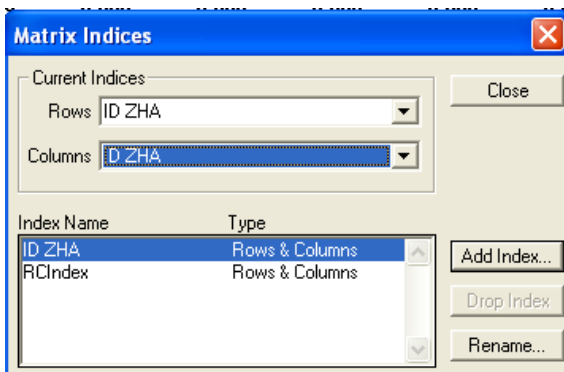 Matrix Indices
Current Indices
Close
Rows ID ZHA
Columns ID ZHA
Index Name Type
ID ZHA Rows & Columns
RCIndex Rows & Columns
Add Index...
Drop Index
Rename...